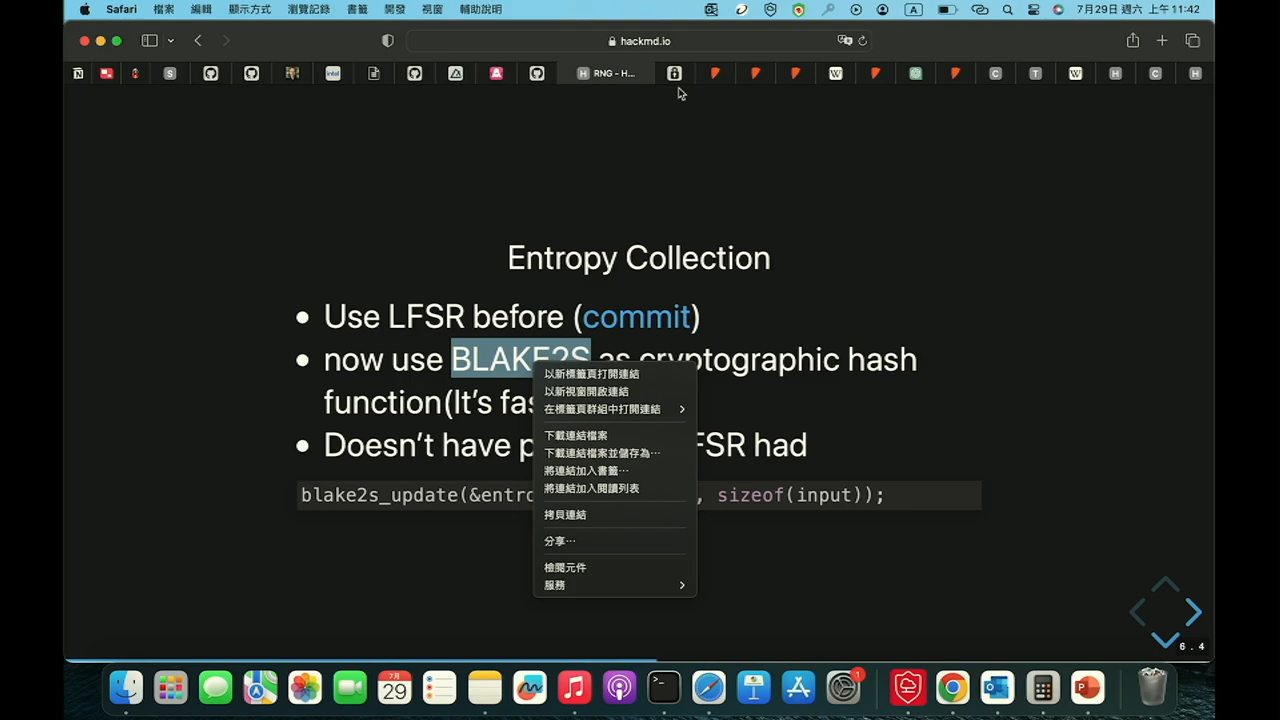 Safari 檔案 編輯 顯示方式 瀏覽記錄 書籤 開發 視窗 輔助說明 A 7月29日 週六 上午11:42
hackmd.io
RNG - H...
Entropy Collection
• Use LFSR before (commit)
• now use BLAKE2S as cryptographic hash
function(It's fas
• Doesn't have p FSR had
blake2s_update(&entro , sizeof(input));
以新標籤頁打開連結
以新視窗開啟連結
在標籤頁群組中打開連結
下載連結檔案
下載連結檔案並儲存為⋯
將連結加入書籤⋯
將連結加入閱讀列表
拷貝連結
分享⋯
檢閱元件
服務
6.4
7月
29
1